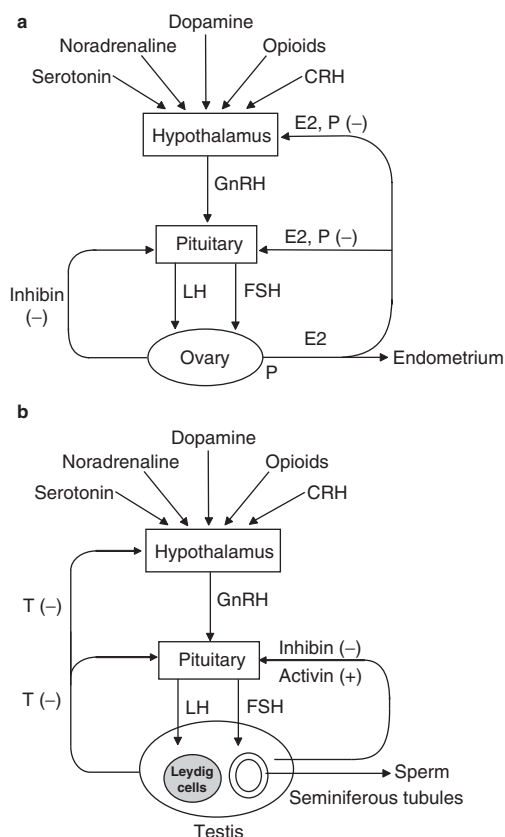 a
Dopamine
Noradrenaline
Opioids
Serotonin
CRH
Hypothalamus
E2, P (–)
GnRH
Pituitary
E2, P (–)
Inhibin
(–)
LH
FSH
Ovary
E2
P
Endometrium
b
Dopamine
Noradrenaline
Opioids
Serotonin
CRH
Hypothalamus
T (–)
GnRH
Pituitary
Inhibin (–)
Activin (+)
T (–)
LH
FSH
Leydig
cells
Sperm
Seminiferous tubules
Testis